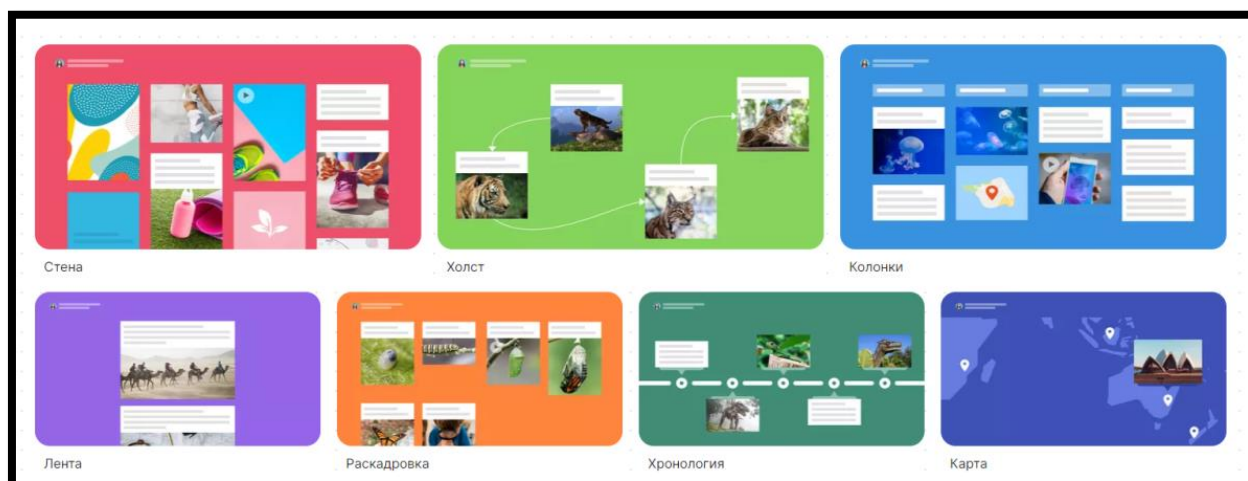 Стена
Холст
Колонки
Лента
Раскадровка
Хронология
Карта